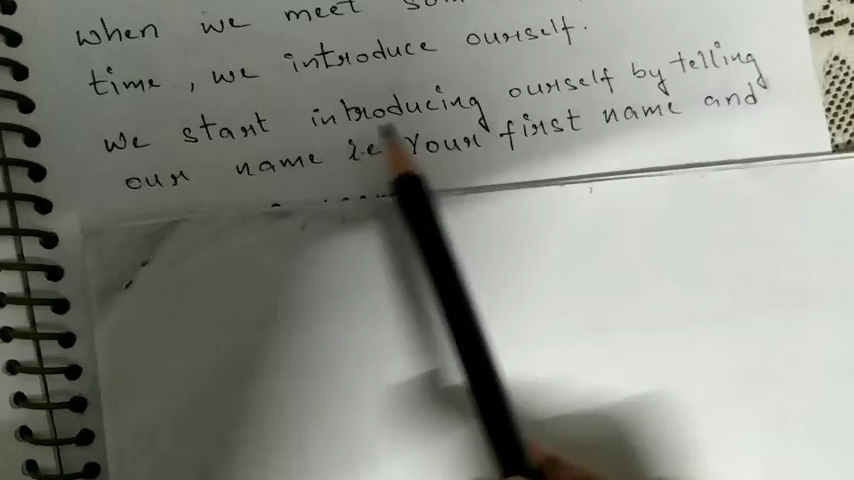 when we meet
time, we introduce ourself.
we start introducing ourself by telling
our name i.e your first name and